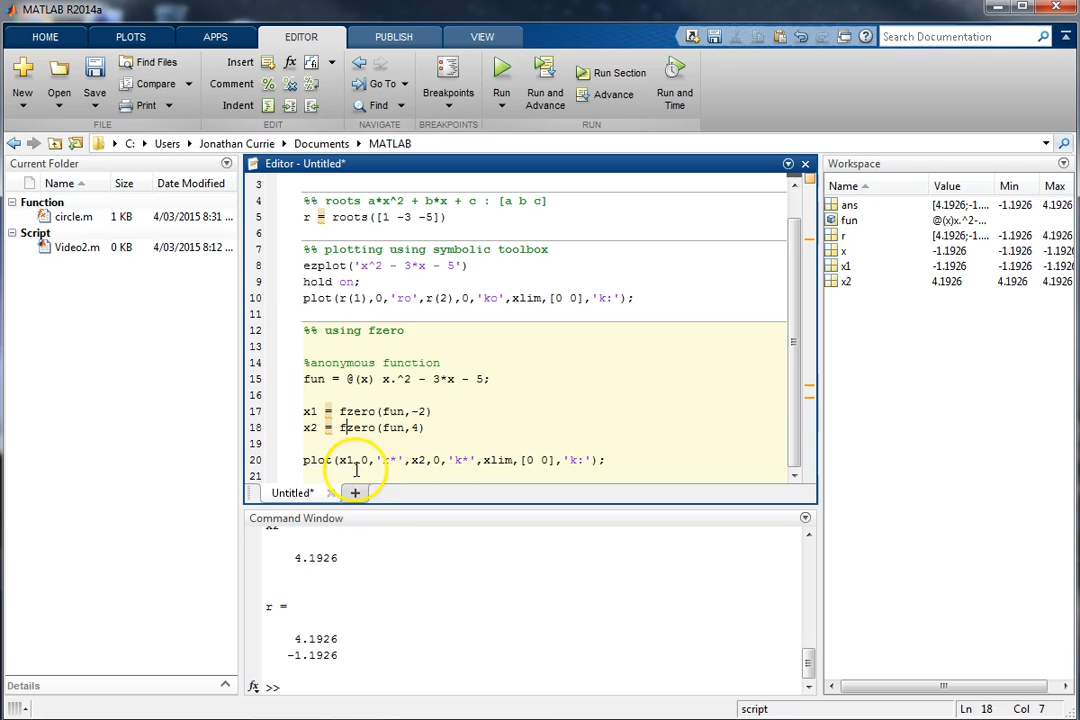 MATLAB R2014a
HOME PLOTS APPS EDITOR PUBLISH VIEW Search Documentation
New Open Save Find Files Compare Print
Insert fx Comment % Indent
Go To Find Breakpoints Run Run and Advance Run Section Advance Run and Time
FILE EDIT NAVIGATE BREAKPOINTS RUN
C: Users Jonathan Currie Documents MATLAB
Current Folder
Name Size Date Modified
Function
circle.m 1 KB 4/03/2015 8:31
Script
Video2.m 0 KB 4/03/2015 8:12
Details
Editor - Untitled*
3
4 %% roots a*x^2 + b*x + c : [a b c]
5 r = roots([1 -3 -5])
6
7 %% plotting using symbolic toolbox
8 ezplot('x^2 - 3*x - 5')
9 hold on;
10 plot(r(1),0,'ro',r(2),0,'ko',xlim,[0 0],'k:');
11
12 %% using fzero
13
14 %anonymous function
15 fun = @(x) x.^2 - 3*x - 5;
16
17 x1 = fzero(fun,-2)
18 x2 = fzero(fun,4)
19
20 plot(x1,0,'r*',x2,0,'k*',xlim,[0 0],'k:');
21
Untitled*
Command Window
x2
4.1926
r =
4.1926
-1.1926
fx >>
Workspace
Name Value Min Max
ans [4.1926;-1.... -1.1926 4.1926
fun @(x)x.^2-...
r [4.1926;-1.... -1.1926 4.1926
x -1.1926 -1.1926 -1.1926
x1 -1.1926 -1.1926 -1.1926
x2 4.1926 4.1926 4.1926
script Ln 18 Col 7